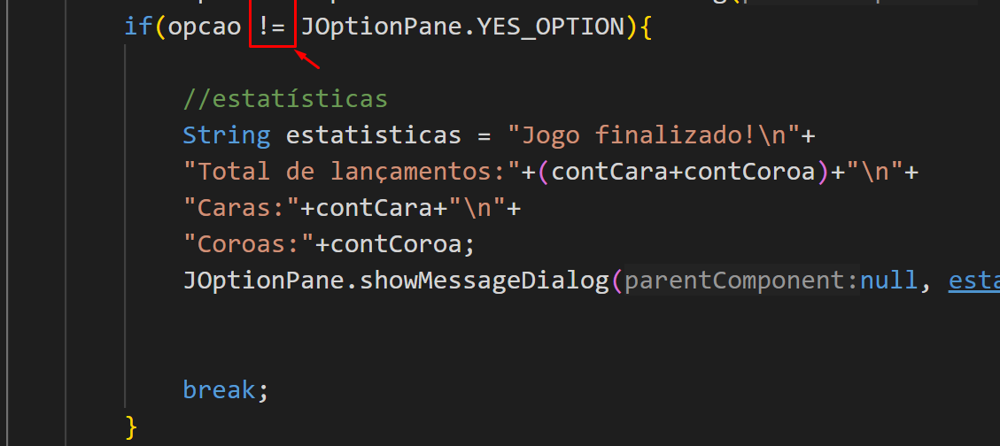 if(opcao != JOptionPane.YES_OPTION){
//estatísticas
String estatisticas = "Jogo finalizado!\n"+
"Total de lançamentos:"+(contCara+contCoroa)+"\n"+
"Caras:"+contCara+"\n"+
"Coroas:"+contCoroa;
JOptionPane.showMessageDialog(parentComponent:null,
break;
}